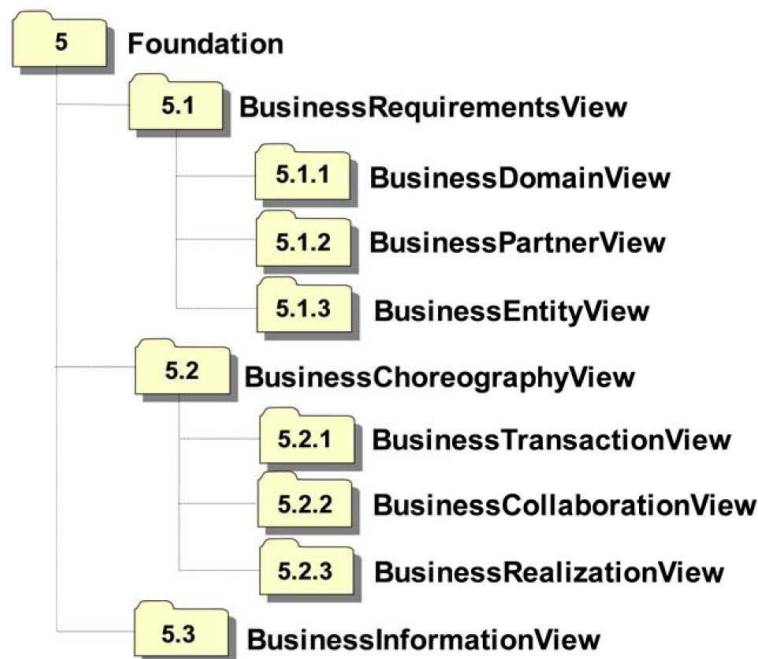 5 Foundation
5.1 BusinessRequirementsView
5.1.1 BusinessDomainView
5.1.2 BusinessPartnerView
5.1.3 BusinessEntityView
5.2 BusinessChoreographyView
5.2.1 BusinessTransactionView
5.2.2 BusinessCollaborationView
5.2.3 BusinessRealizationView
5.3 BusinessInformationView